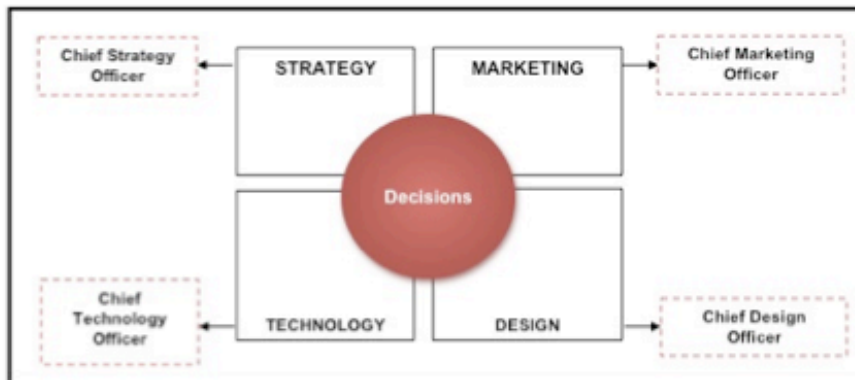 Chief Strategy
Officer
STRATEGY
MARKETING
Chief Marketing
Officer
Decisions
Chief
Technology
Officer
TECHNOLOGY
DESIGN
Chief Design
Officer